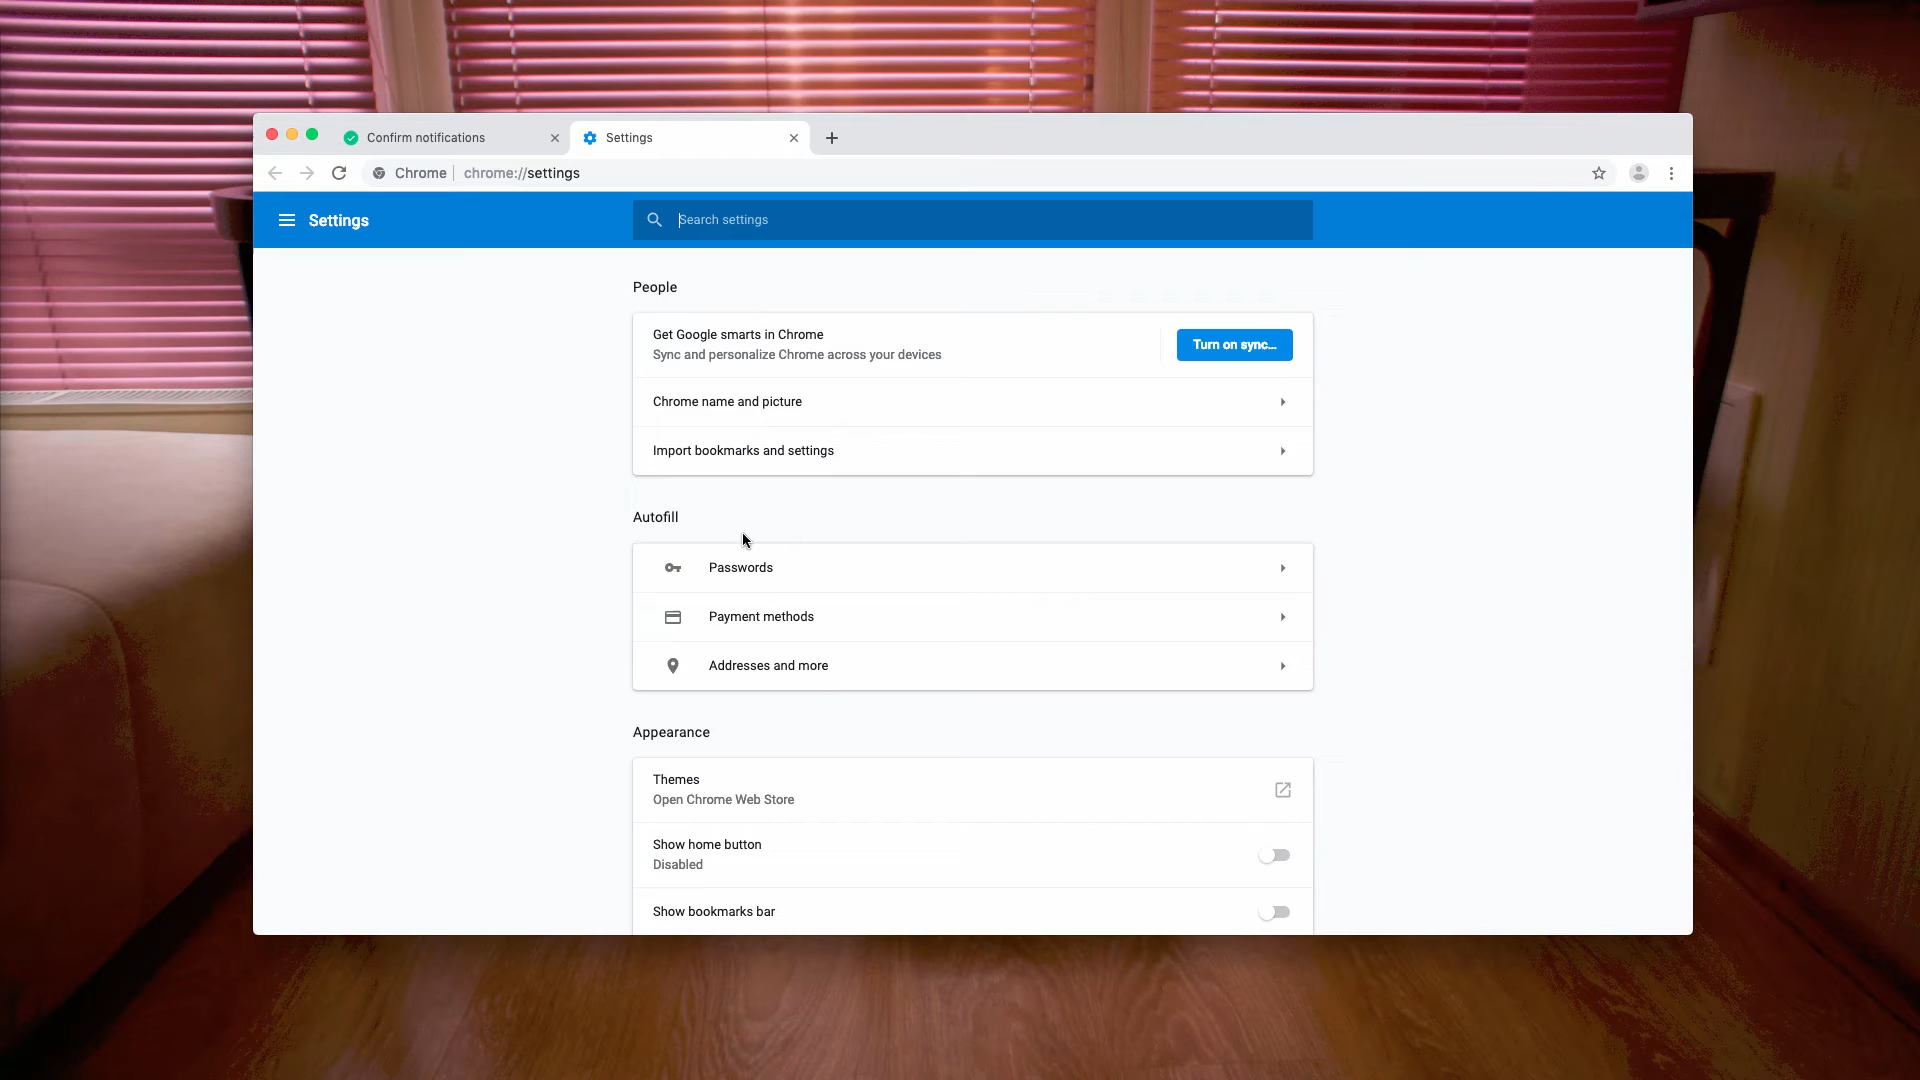 Confirm notifications
Settings
Chrome
chrome://settings
Settings
Search settings
People
Get Google smarts in Chrome
Sync and personalize Chrome across your devices
Turn on sync...
Chrome name and picture
Import bookmarks and settings
Autofill
Passwords
Payment methods
Addresses and more
Appearance
Themes
Open Chrome Web Store
Show home button
Disabled
Show bookmarks bar